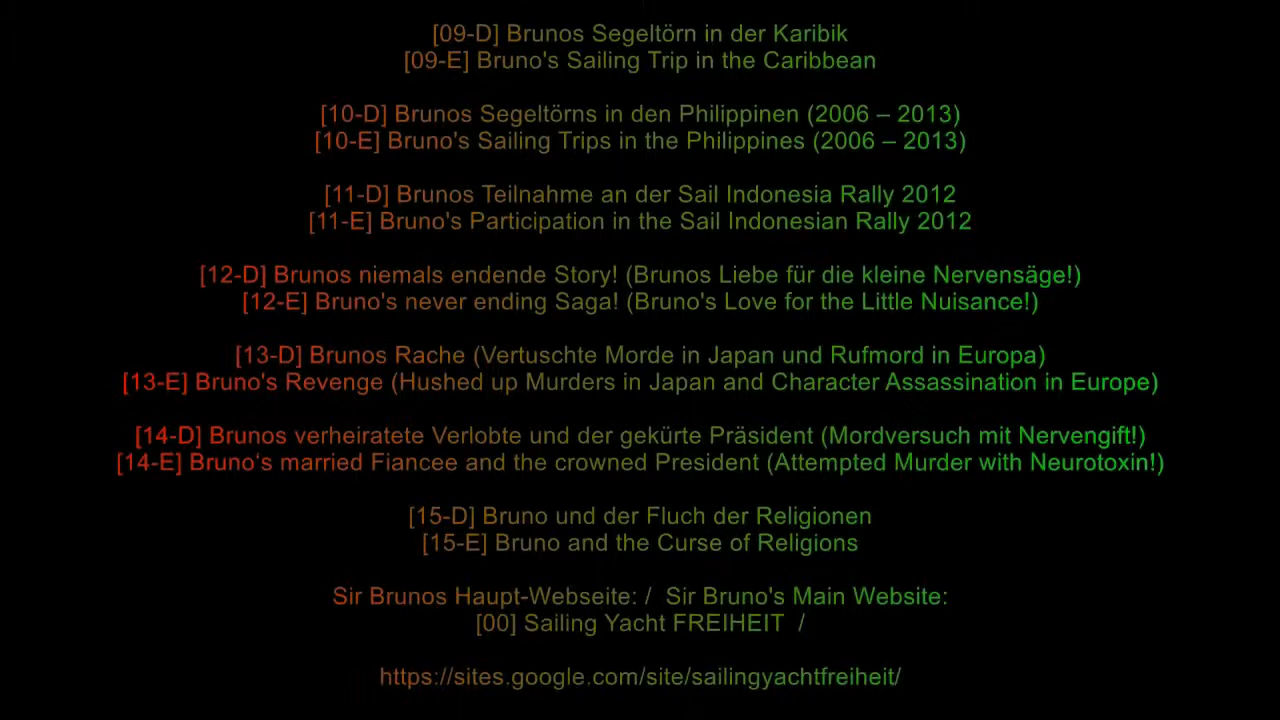 [09-D] Brunos Segeltörn in der Karibik
[09-E] Bruno's Sailing Trip in the Caribbean
[10-D] Brunos Segeltörns in den Philippinen (2006 – 2013)
[10-E] Bruno's Sailing Trips in the Philippines (2006 – 2013)
[11-D] Brunos Teilnahme an der Sail Indonesia Rally 2012
[11-E] Bruno's Participation in the Sail Indonesian Rally 2012
[12-D] Brunos niemals endende Story! (Brunos Liebe für die kleine Nervensäge!)
[12-E] Bruno's never ending Saga! (Bruno's Love for the Little Nuisance!)
[13-D] Brunos Rache (Vertuschte Morde in Japan und Rufmord in Europa)
[13-E] Bruno's Revenge (Hushed up Murders in Japan and Character Assassination in Europe)
[14-D] Brunos verheiratete Verlobte und der gekürte Präsident (Mordversuch mit Nervengift!)
[14-E] Bruno‘s married Fiancee and the crowned President (Attempted Murder with Neurotoxin!)
[15-D] Bruno und der Fluch der Religionen
[15-E] Bruno and the Curse of Religions
Sir Brunos Haupt-Webseite: /  Sir Bruno's Main Website:
[00] Sailing Yacht FREIHEIT  /
https://sites.google.com/site/sailingyachtfreiheit/